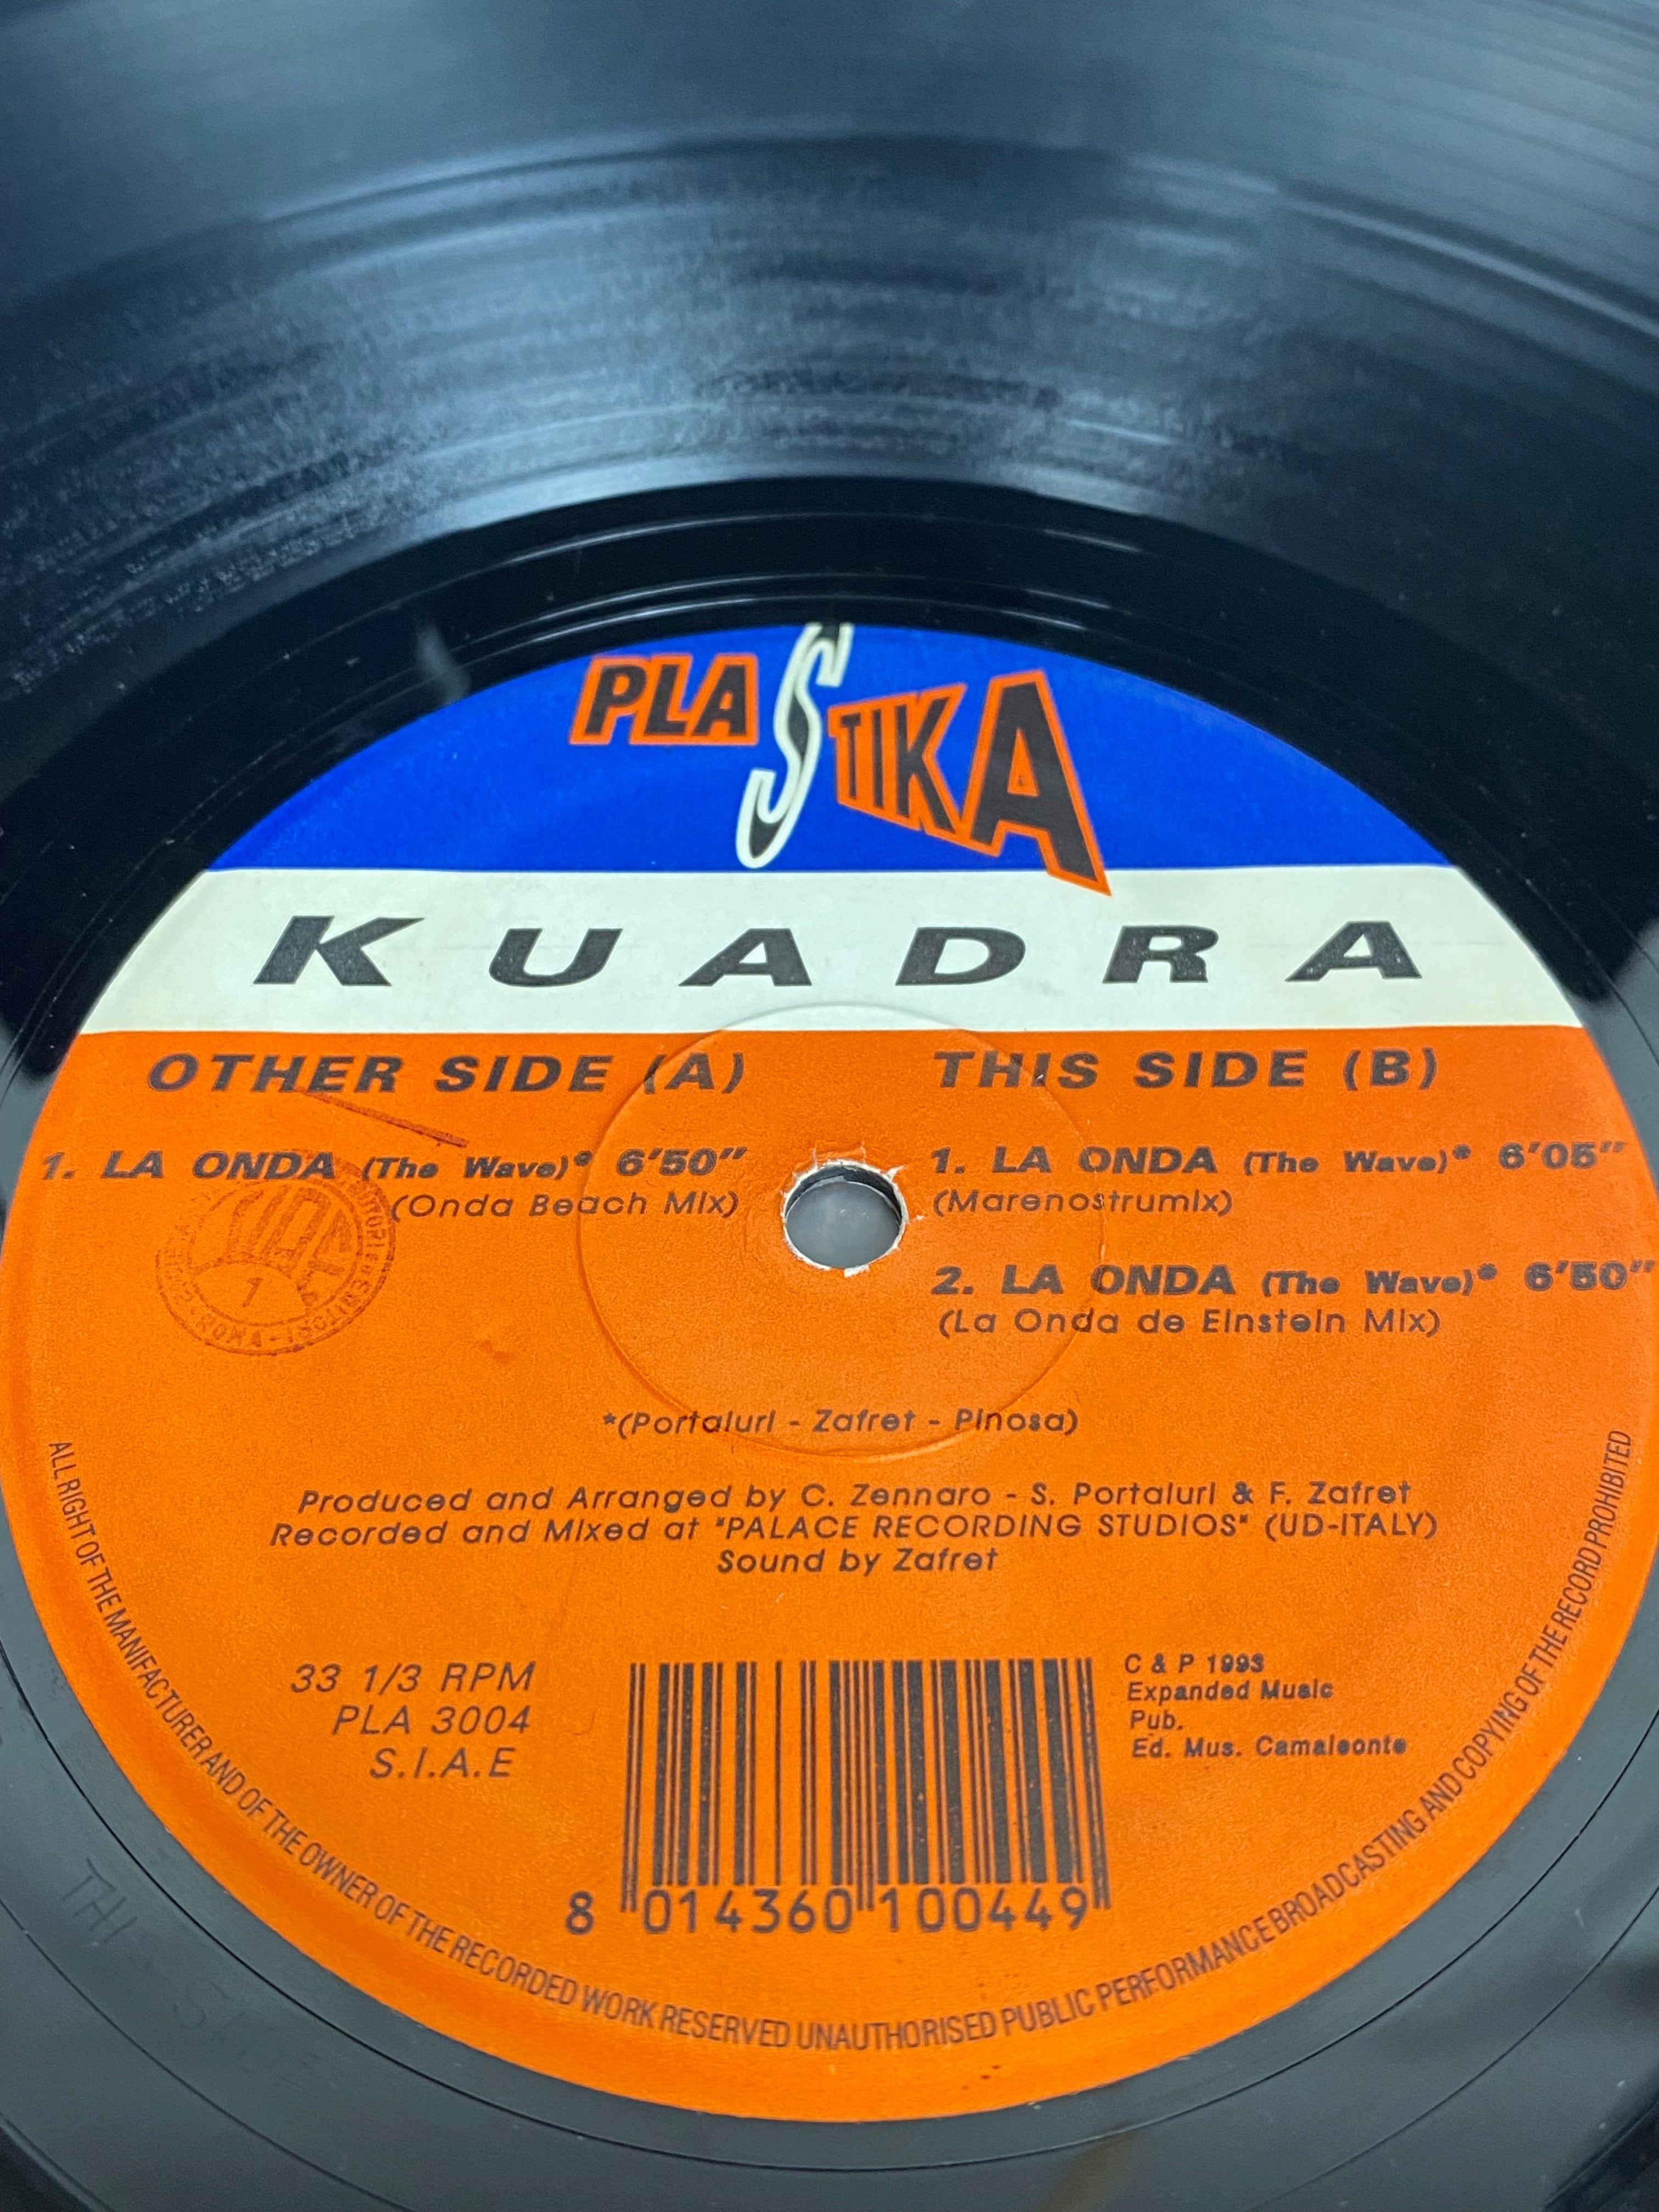 PLASTIKA
KUADRA
OTHER SIDE (A)
1. LA ONDA (The Wave)* 6'50"
(Onda Beach Mix)
THIS SIDE (B)
1. LA ONDA (The Wave)* 6'05"
(Marenostrumix)
2. LA ONDA (The Wave)* 6'50"
(La Onda de Einstein Mix)
ROMA
*(Portaluri - Zafret - Pinosa)
Produced and Arranged by C. Zennaro - S. Portaluri & F. Zafret
Recorded and Mixed at "PALACE RECORDING STUDIOS" (UD-ITALY)
Sound by Zafret
33 1/3 RPM
PLA 3004
S.I.A.E
C & P 1993
Expanded Music
Pub.
Ed. Mus. Camaleonte
8 014360 100449
ALL RIGHT OF THE MANIFACTURER AND OF THE OWNER OF THE RECORDED WORK RESERVED UNAUTHORISED PUBLIC PERFORMANCE BROADCASTING AND COPYING OF THE RECORD PROHIBITED